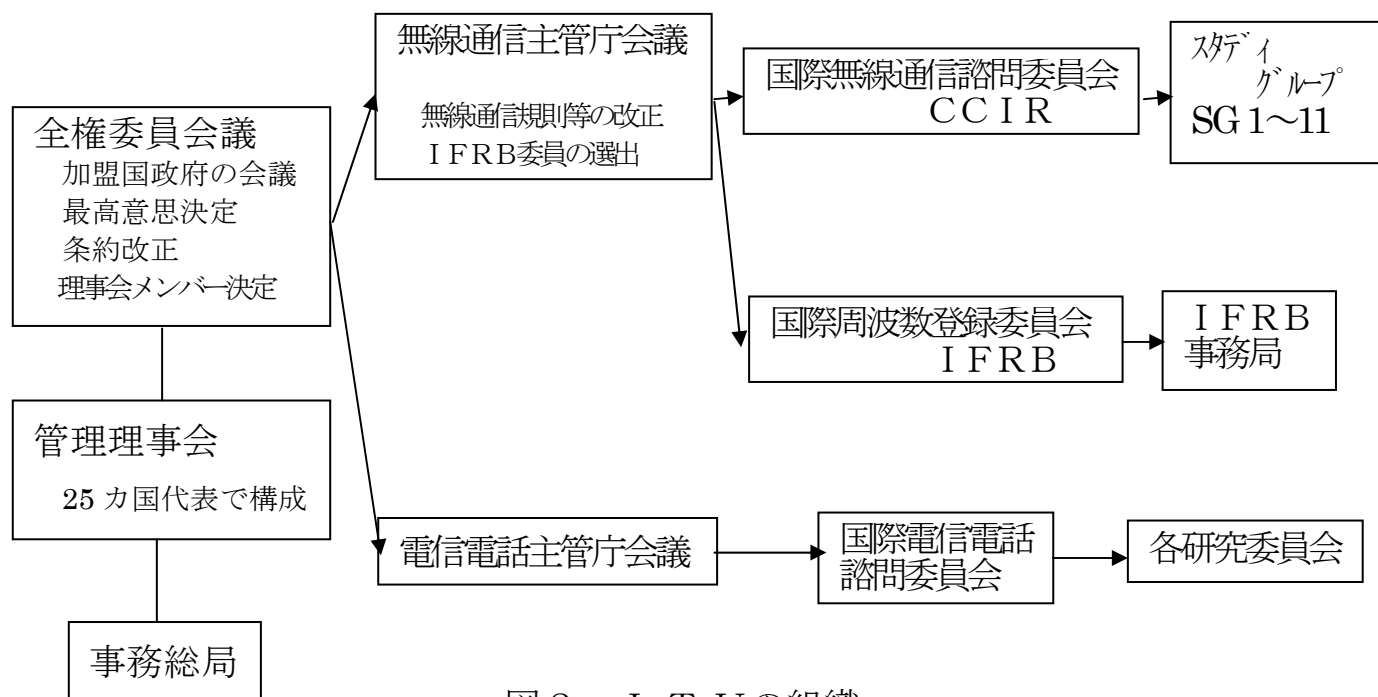 全権委員会議
加盟国政府の会議
最高意思決定
条約改正
理事会メンバー決定
管理理事会
25 カ国代表で構成
事務総局
無線通信主管庁会議
無線通信規則等の改正
ＩＦＲＢ委員の選出
国際無線通信諮問委員会
ＣＣＩＲ
ｽﾀﾃﾞｨ
ｸﾞﾙｰﾌﾟ
SG 1～11
国際周波数登録委員会
ＩＦＲＢ
ＩＦＲＢ
事務局
電信電話主管庁会議
国際電信電話
諮問委員会
各研究委員会